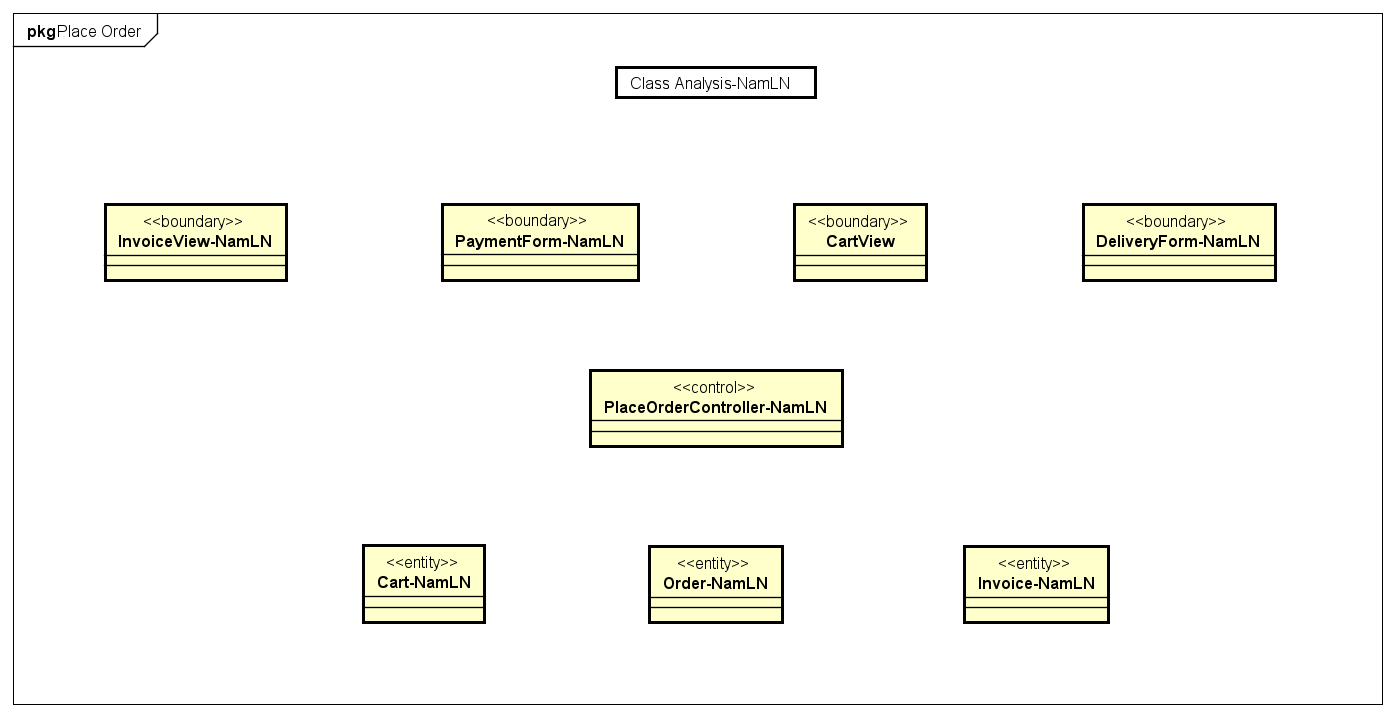 pkgPlace Order
Class Analysis-NamLN
<<boundary>>
InvoiceView-NamLN
<<boundary>>
PaymentForm-NamLN
<<boundary>>
CartView
<<boundary>>
DeliveryForm-NamLN
<<control>>
PlaceOrderController-NamLN
<<entity>>
Cart-NamLN
<<entity>>
Order-NamLN
<<entity>>
Invoice-NamLN